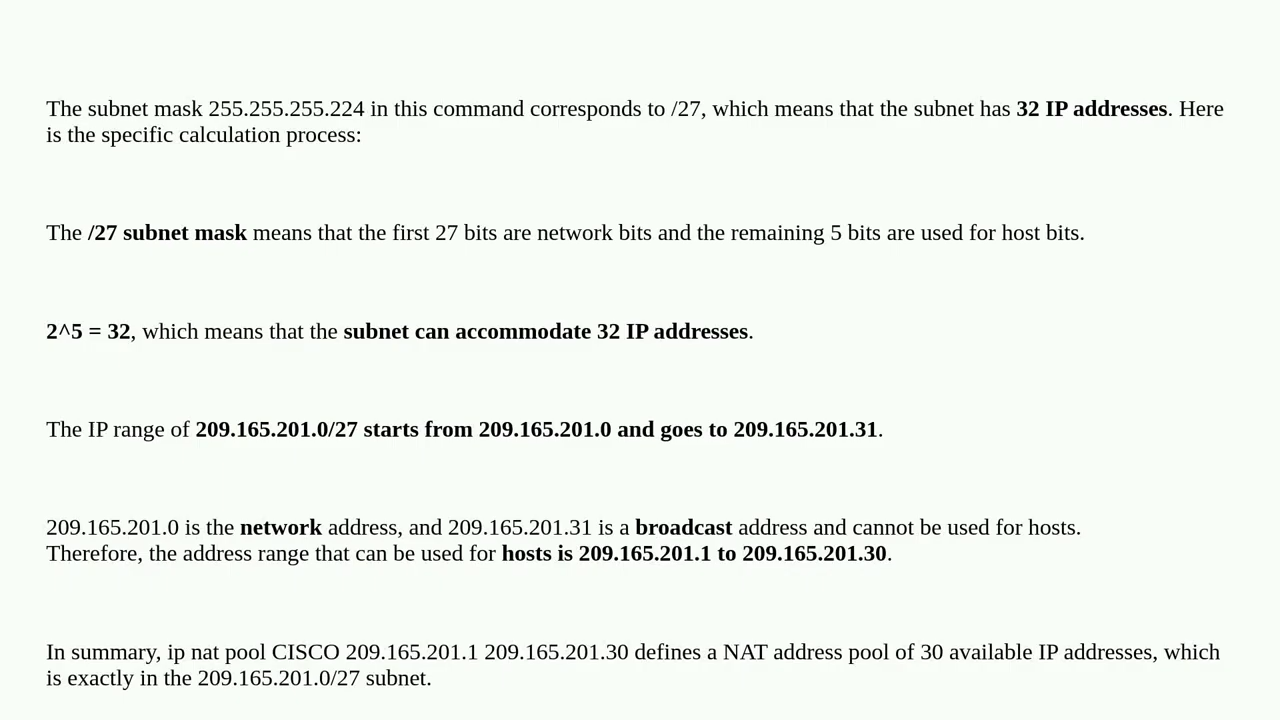 The subnet mask 255.255.255.224 in this command corresponds to /27, which means that the subnet has 32 IP addresses. Here
is the specific calculation process:
The /27 subnet mask means that the first 27 bits are network bits and the remaining 5 bits are used for host bits.
2^5 = 32, which means that the subnet can accommodate 32 IP addresses.
The IP range of 209.165.201.0/27 starts from 209.165.201.0 and goes to 209.165.201.31.
209.165.201.0 is the network address, and 209.165.201.31 is a broadcast address and cannot be used for hosts.
Therefore, the address range that can be used for hosts is 209.165.201.1 to 209.165.201.30.
In summary, ip nat pool CISCO 209.165.201.1 209.165.201.30 defines a NAT address pool of 30 available IP addresses, which
is exactly in the 209.165.201.0/27 subnet.